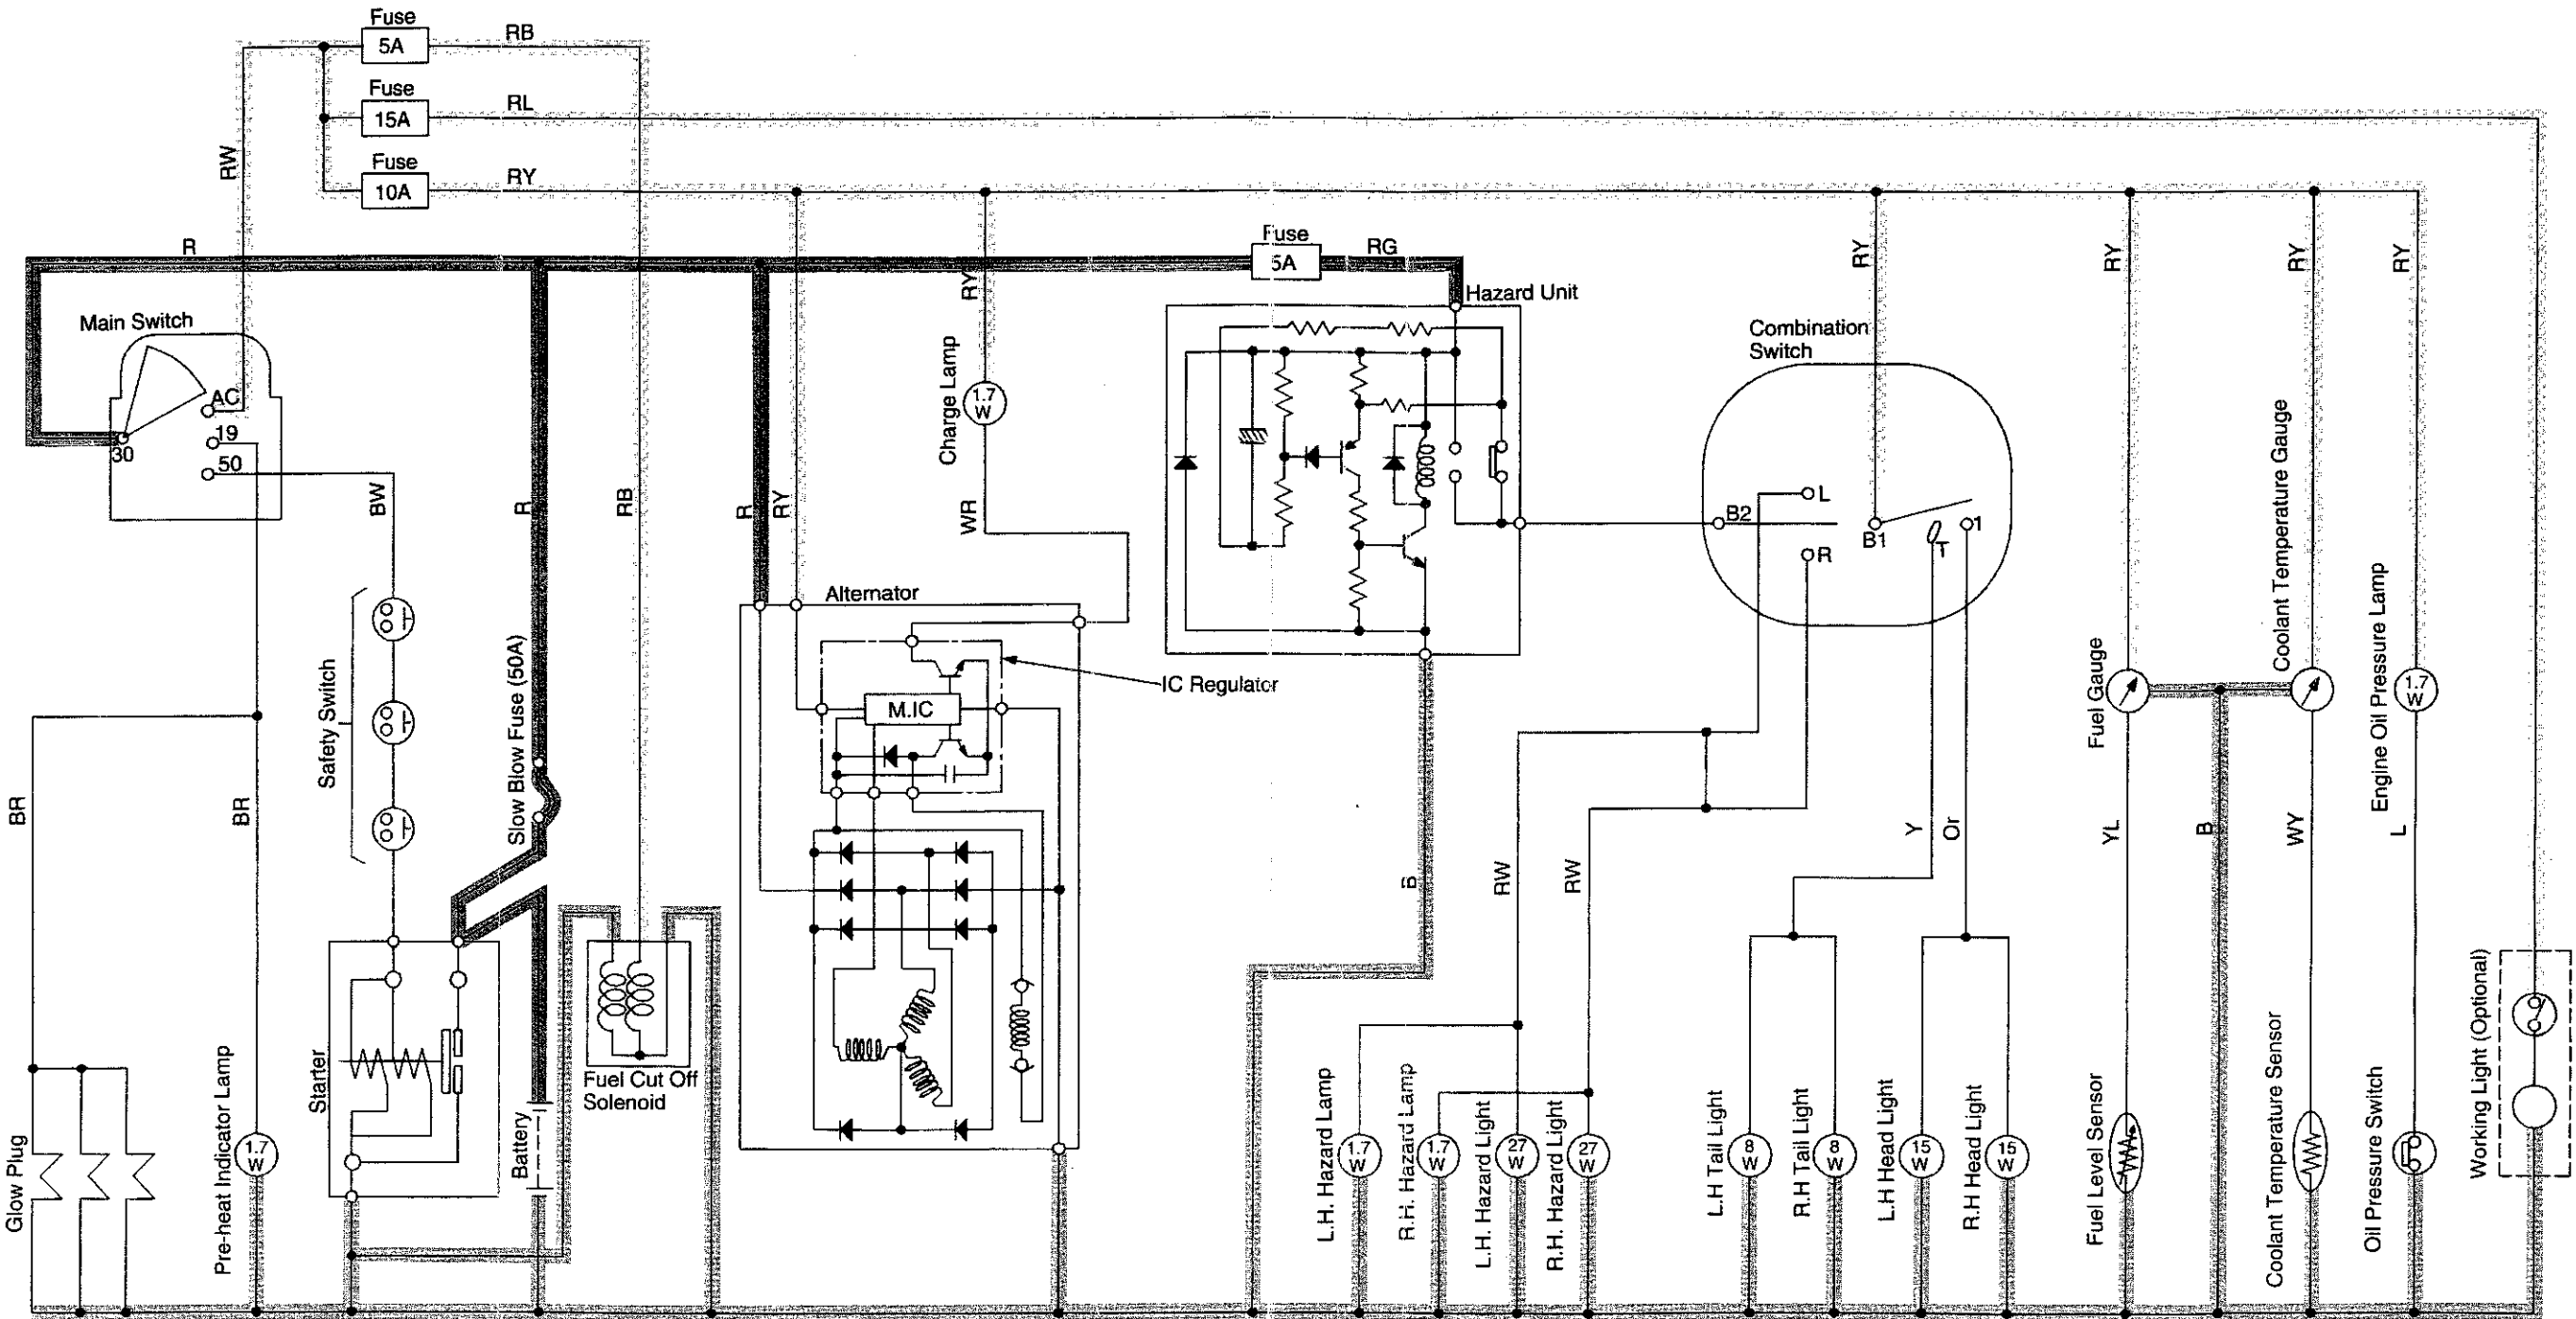 Fuse
5A
RB
Fuse
15A
RL
RW
Fuse
10A
RY
R
Fuse
5A
RG
RY
RY
RY
RY
RY
Main Switch
AC
19
50
30
BW
R
RB
R
RY
Charge Lamp
1.7
W
WR
Hazard Unit
Combination
Switch
L
B2
R
B1
T
1
Alternator
IC Regulator
M.IC
Safety Switch
Slow Blow Fuse (50A)
BR
BR
Fuel Gauge
Coolant Temperature Gauge
Engine Oil Pressure Lamp
1.7
W
B
RW
RW
Y
Or
YL
B
WY
L
Glow Plug
Pre-heat Indicator Lamp
1.7
W
Starter
Battery
Fuel Cut Off
Solenoid
L.H. Hazard Lamp
1.7
W
R.H. Hazard Lamp
1.7
W
L.H. Hazard Light
27
W
R.H. Hazard Light
27
W
L.H Tail Light
8
W
R.H Tail Light
8
W
L.H Head Light
15
W
R.H Head Light
15
W
Fuel Level Sensor
Coolant Temperature Sensor
Oil Pressure Switch
Working Light (Optional)